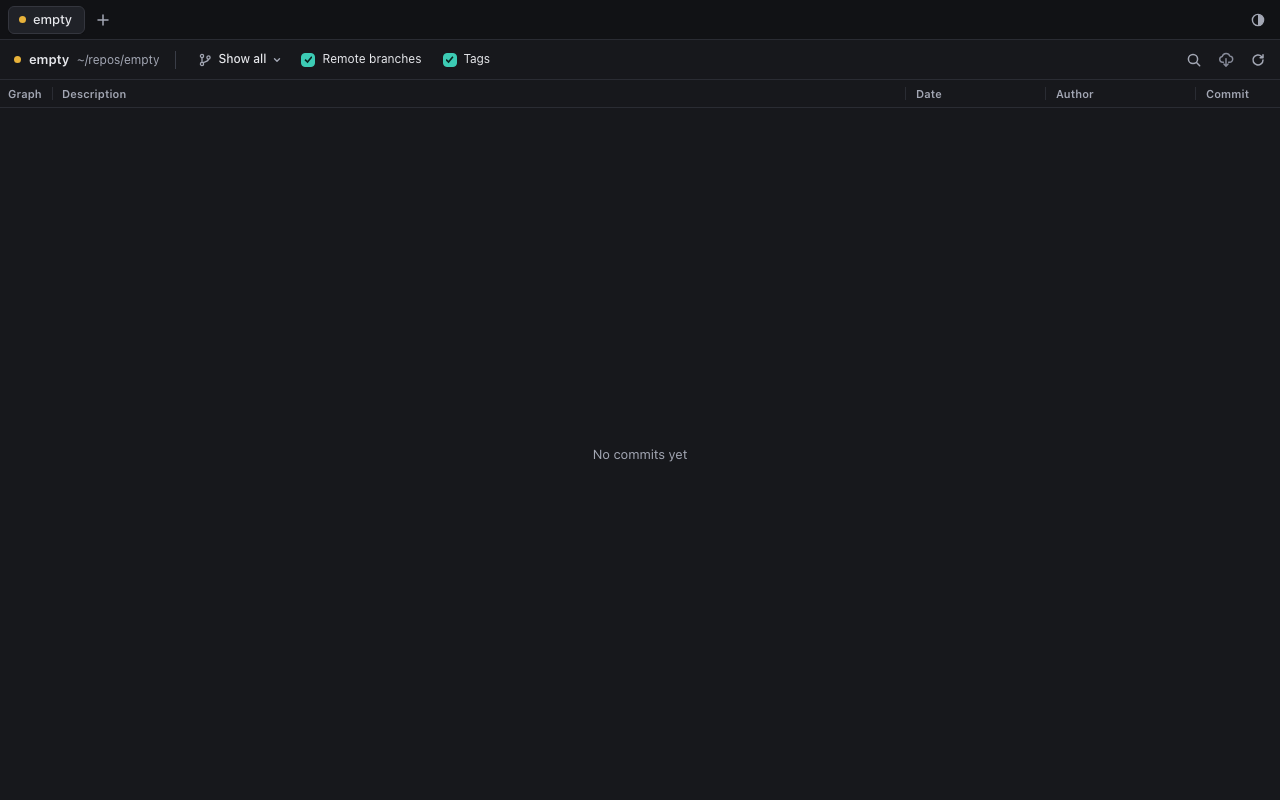 empty
empty ~/repos/empty Show all Remote branches Tags
Graph Description Date Author Commit
No commits yet